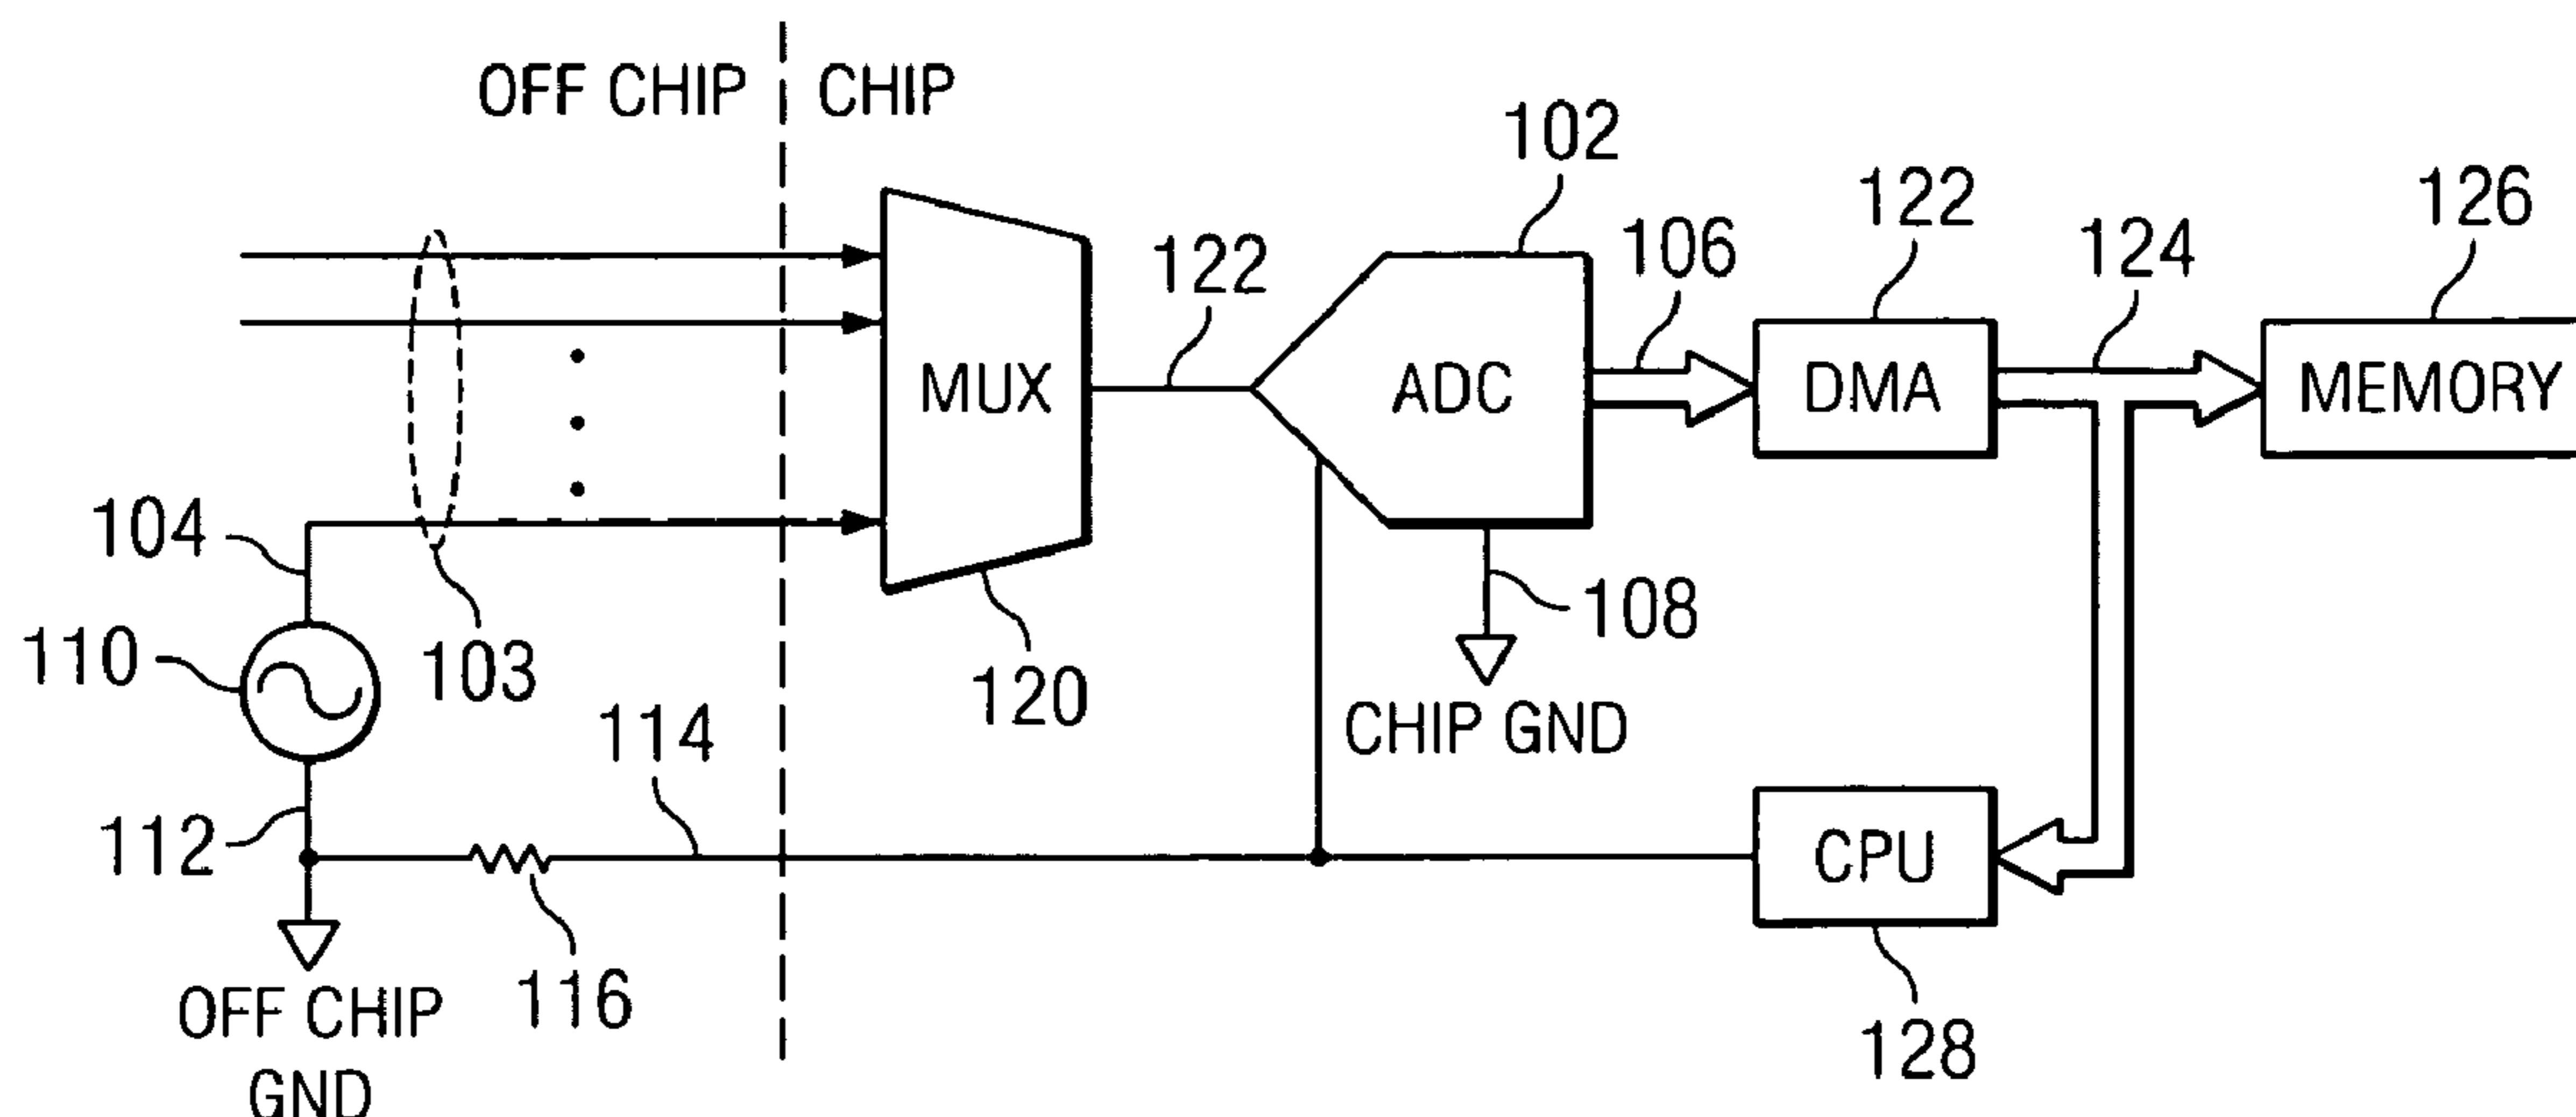 OFF CHIP
CHIP
102
122
126
106
124
122
MUX
ADC
DMA
MEMORY
104
108
110
103
120
114
CHIP GND
112
CPU
116
OFF CHIP
GND
128